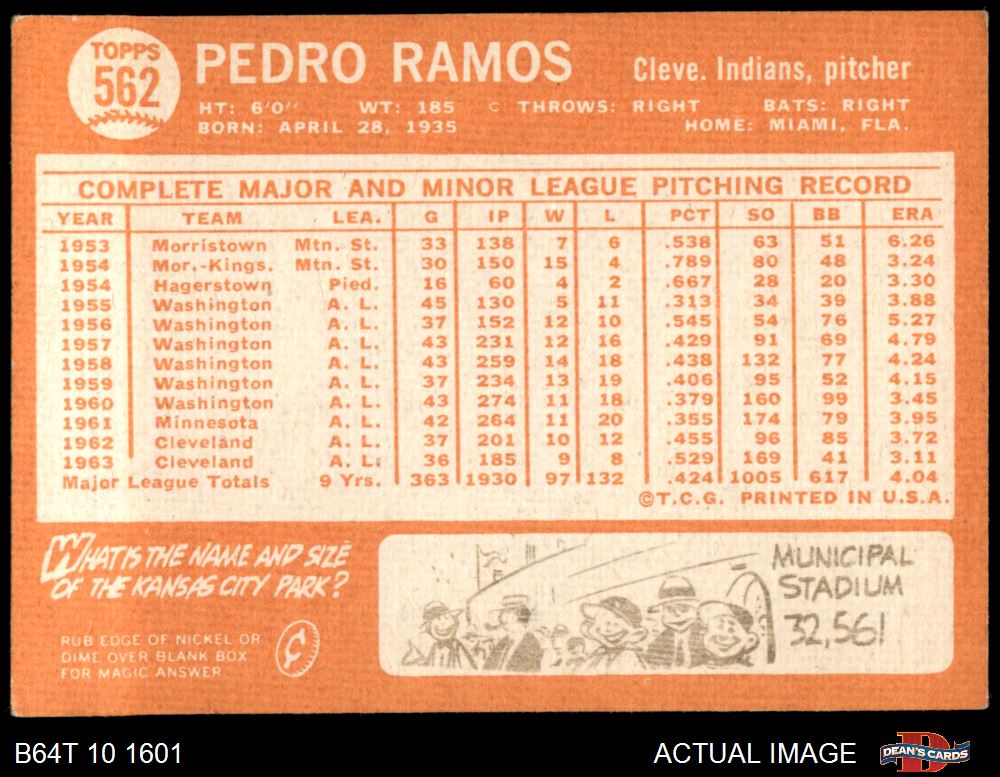 TOPPS
562
PEDRO RAMOS
Cleve. Indians, pitcher
HT: 6'0" WT: 185 THROWS: RIGHT BATS: RIGHT
BORN: APRIL 28, 1935 HOME: MIAMI, FLA.
COMPLETE MAJOR AND MINOR LEAGUE PITCHING RECORD
YEAR TEAM LEA. G IP W L PCT SO BB ERA
1953 Morristown Mtn. St. 33 138 7 6 .538 63 51 6.26
1954 Mor.-Kings. Mtn. St. 30 150 15 4 .789 80 48 3.24
1954 Hagerstown Pied. 16 60 4 2 .667 28 20 3.30
1955 Washington A. L. 45 130 5 11 .313 34 39 3.88
1956 Washington A. L. 37 152 12 10 .545 54 76 5.27
1957 Washington A. L. 43 231 12 16 .429 91 69 4.79
1958 Washington A. L. 43 259 14 18 .438 132 77 4.24
1959 Washington A. L. 37 234 13 19 .406 95 52 4.15
1960 Washington A. L. 43 274 11 18 .379 160 99 3.45
1961 Minnesota A. L. 42 264 11 20 .355 174 79 3.95
1962 Cleveland A. L. 37 201 10 12 .455 96 85 3.72
1963 Cleveland A. L. 36 185 9 8 .529 169 41 3.11
Major League Totals 9 Yrs. 363 1930 97 132 .424 1005 617 4.04
©T.C.G. PRINTED IN U.S.A.
WHAT IS THE NAME AND SIZE
OF THE KANSAS CITY PARK?
RUB EDGE OF NICKEL OR
DIME OVER BLANK BOX
FOR MAGIC ANSWER
¢
MUNICIPAL
STADIUM
32,561
B64T 10 1601
ACTUAL IMAGE
DEAN'S CARDS